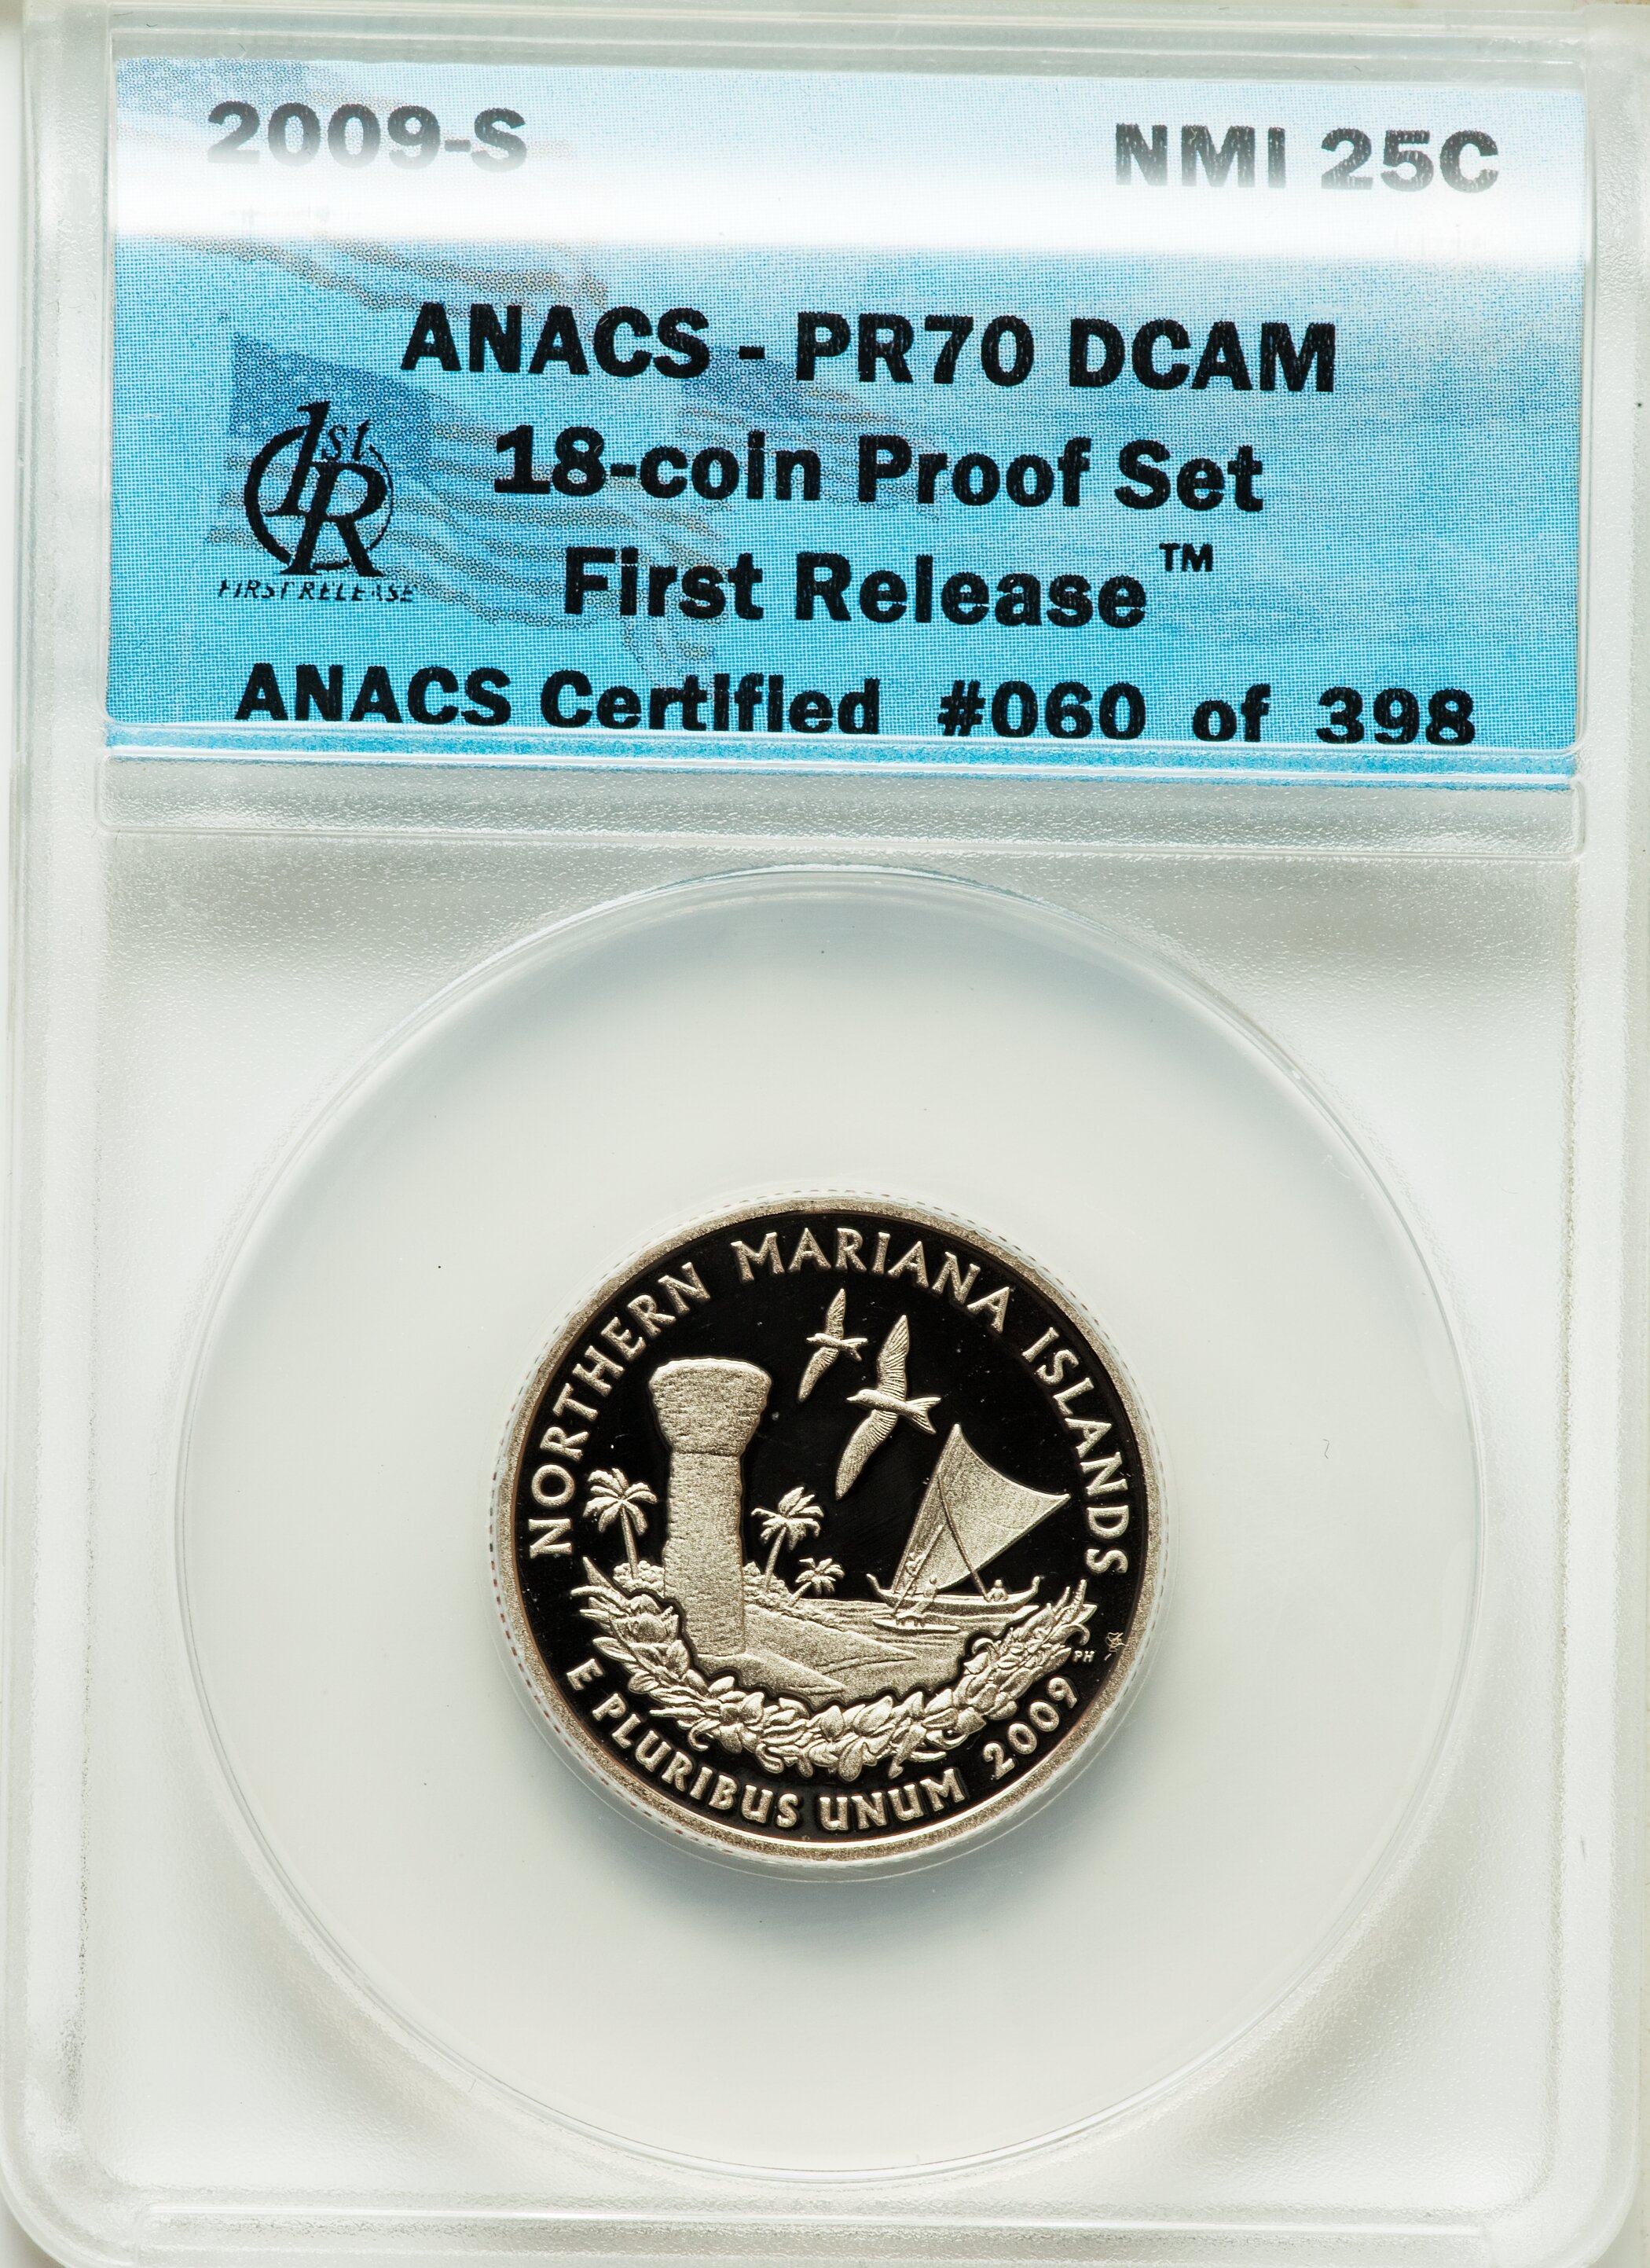 2009-S NMI 25C
ANACS - PR70 DCAM
18-coin Proof Set
First Release™
1st R
FIRST RELEASE
ANACS Certified #060 of 398
NORTHERN MARIANA ISLANDS
PH
E PLURIBUS UNUM 2009